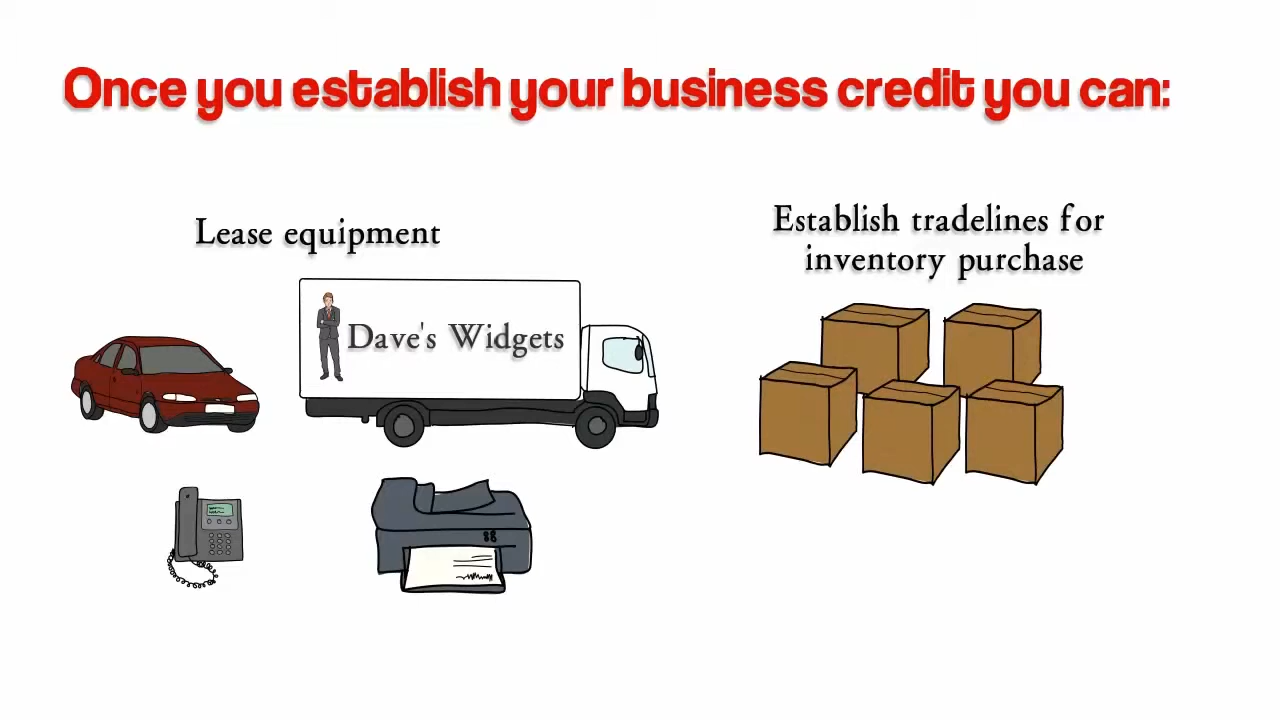 Once you establish your business credit you can:
Lease equipment
Dave's Widgets
Establish tradelines for
inventory purchase